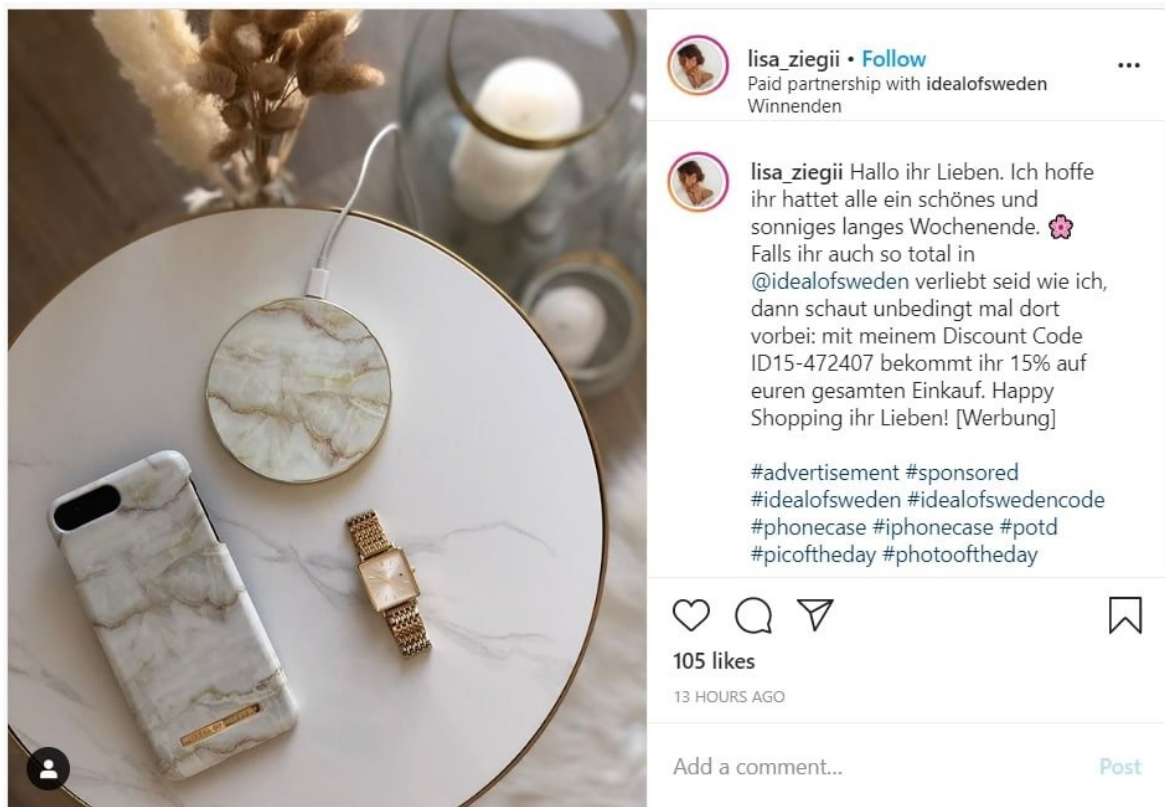 lisa_ziegii • Follow
Paid partnership with idealofsweden
Winnenden
lisa_ziegii Hallo ihr Lieben. Ich hoffe
ihr hattet alle ein schönes und
sonniges langes Wochenende. 🌸
Falls ihr auch so total in
@idealofsweden verliebt seid wie ich,
dann schaut unbedingt mal dort
vorbei: mit meinem Discount Code
ID15-472407 bekommt ihr 15% auf
euren gesamten Einkauf. Happy
Shopping ihr Lieben! [Werbung]
#advertisement #sponsored
#idealofsweden #idealofswedencode
#phonecase #iphonecase #potd
#picoftheday #photooftheday
105 likes
13 HOURS AGO
Add a comment...
Post